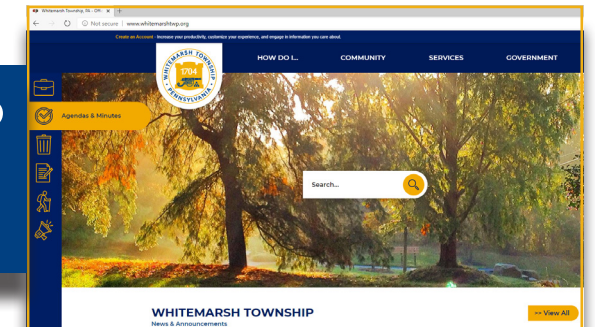 Whitemarsh Township, PA - Offi
Not secure | www.whitemarshtwp.org
Create an Account - Increase your productivity, customize your experience, and engage in information you care about.
HOW DO I...
COMMUNITY
SERVICES
GOVERNMENT
WHITEMARSH TOWNSHIP
1704
PENNSYLVANIA
Agendas & Minutes
Search...
WHITEMARSH TOWNSHIP
>> View All
News & Announcements